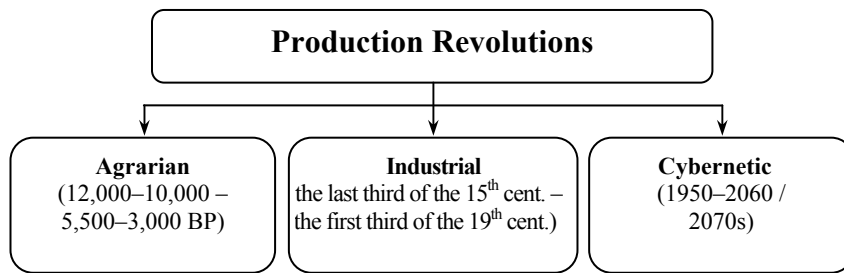 Production Revolutions
Agrarian
(12,000–10,000 –
5,500–3,000 BP)
Industrial
the last third of the 15th cent. –
the first third of the 19th cent.)
Cybernetic
(1950–2060 /
2070s)